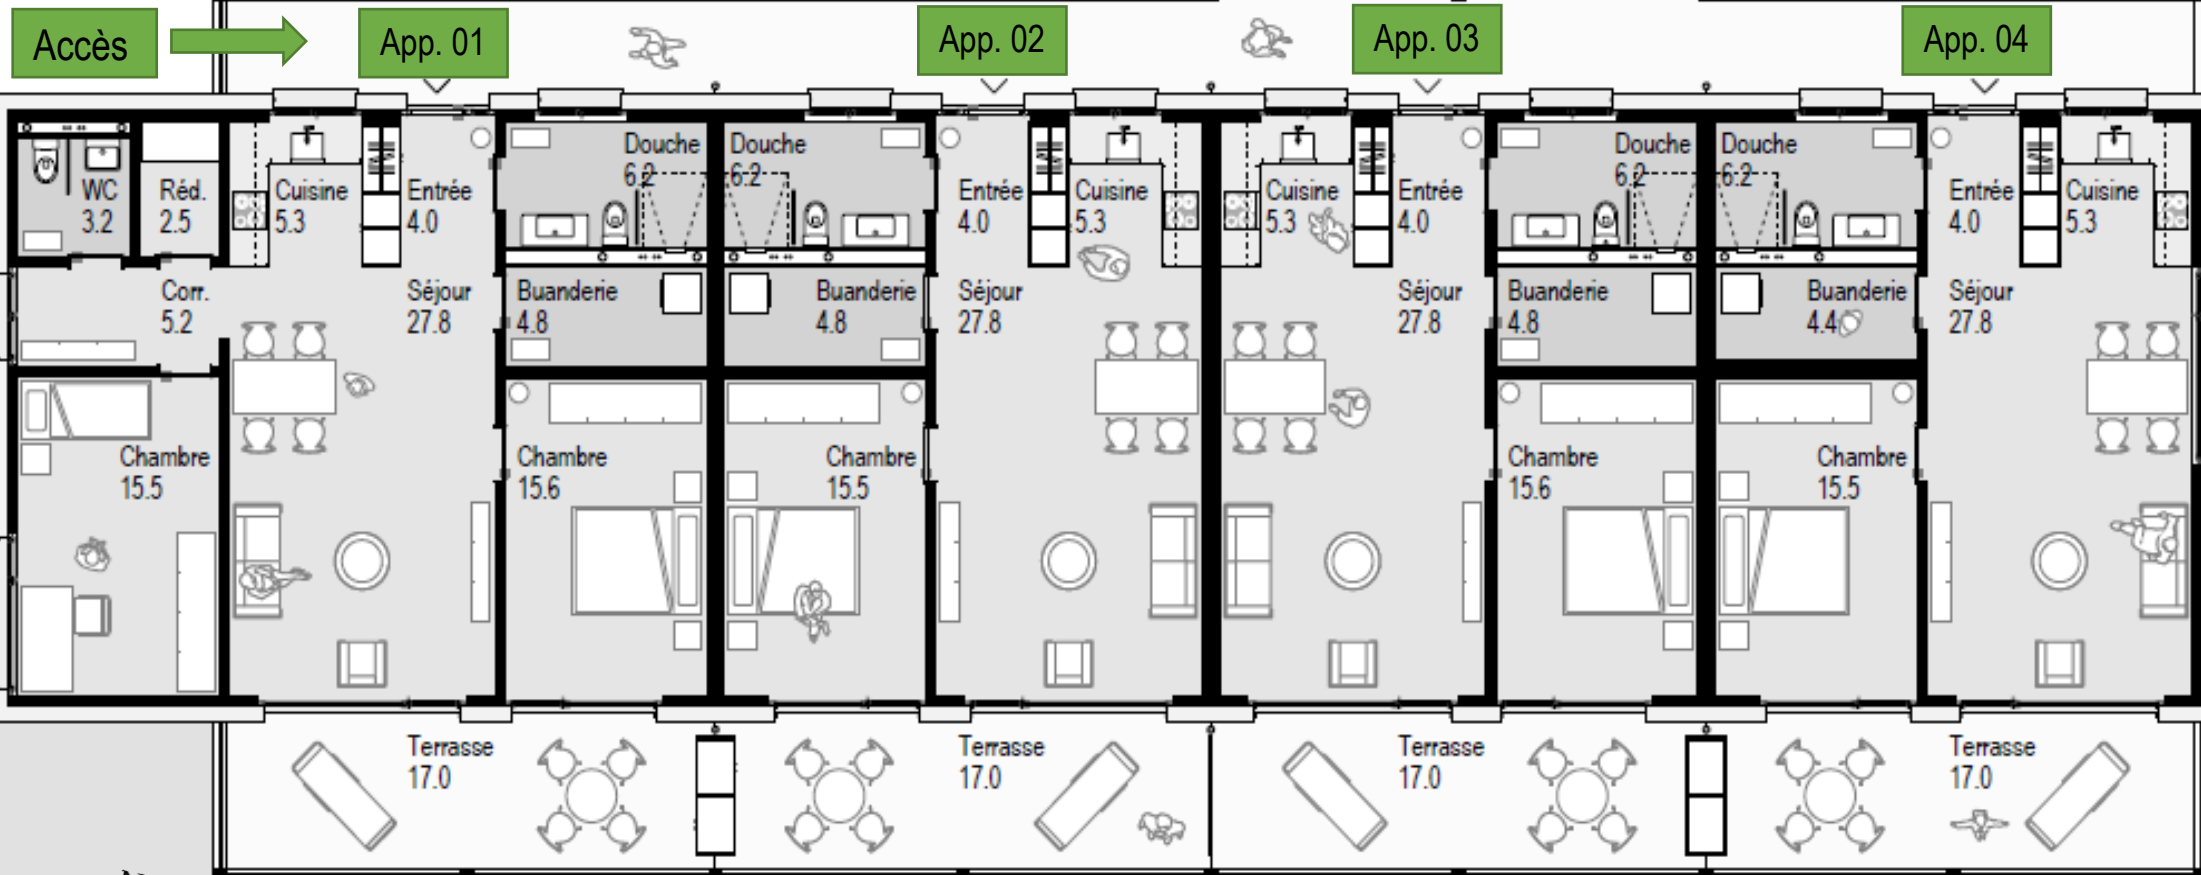 Accès
App. 01
App. 02
App. 03
App. 04
WC
3.2
Réd.
2.5
Cuisine
5.3
Entrée
4.0
Douche
6.2
Douche
6.2
Entrée
4.0
Cuisine
5.3
Cuisine
5.3
Entrée
4.0
Douche
6.2
Douche
6.2
Entrée
4.0
Cuisine
5.3
Corr.
5.2
Séjour
27.8
Buanderie
4.8
Buanderie
4.8
Séjour
27.8
Séjour
27.8
Buanderie
4.8
Buanderie
4.4
Séjour
27.8
Chambre
15.5
Chambre
15.6
Chambre
15.5
Chambre
15.6
Chambre
15.5
Terrasse
17.0
Terrasse
17.0
Terrasse
17.0
Terrasse
17.0